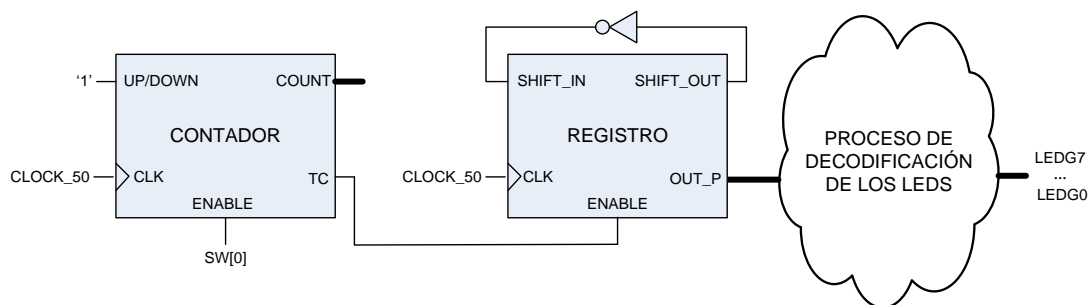 '1'
UP/DOWN
COUNT
CONTADOR
CLOCK_50
CLK
TC
ENABLE
SW[0]
SHIFT_IN
SHIFT_OUT
REGISTRO
CLOCK_50
CLK
OUT_P
ENABLE
PROCESO DE
DECODIFICACIÓN
DE LOS LEDS
LEDG7
...
LEDG0